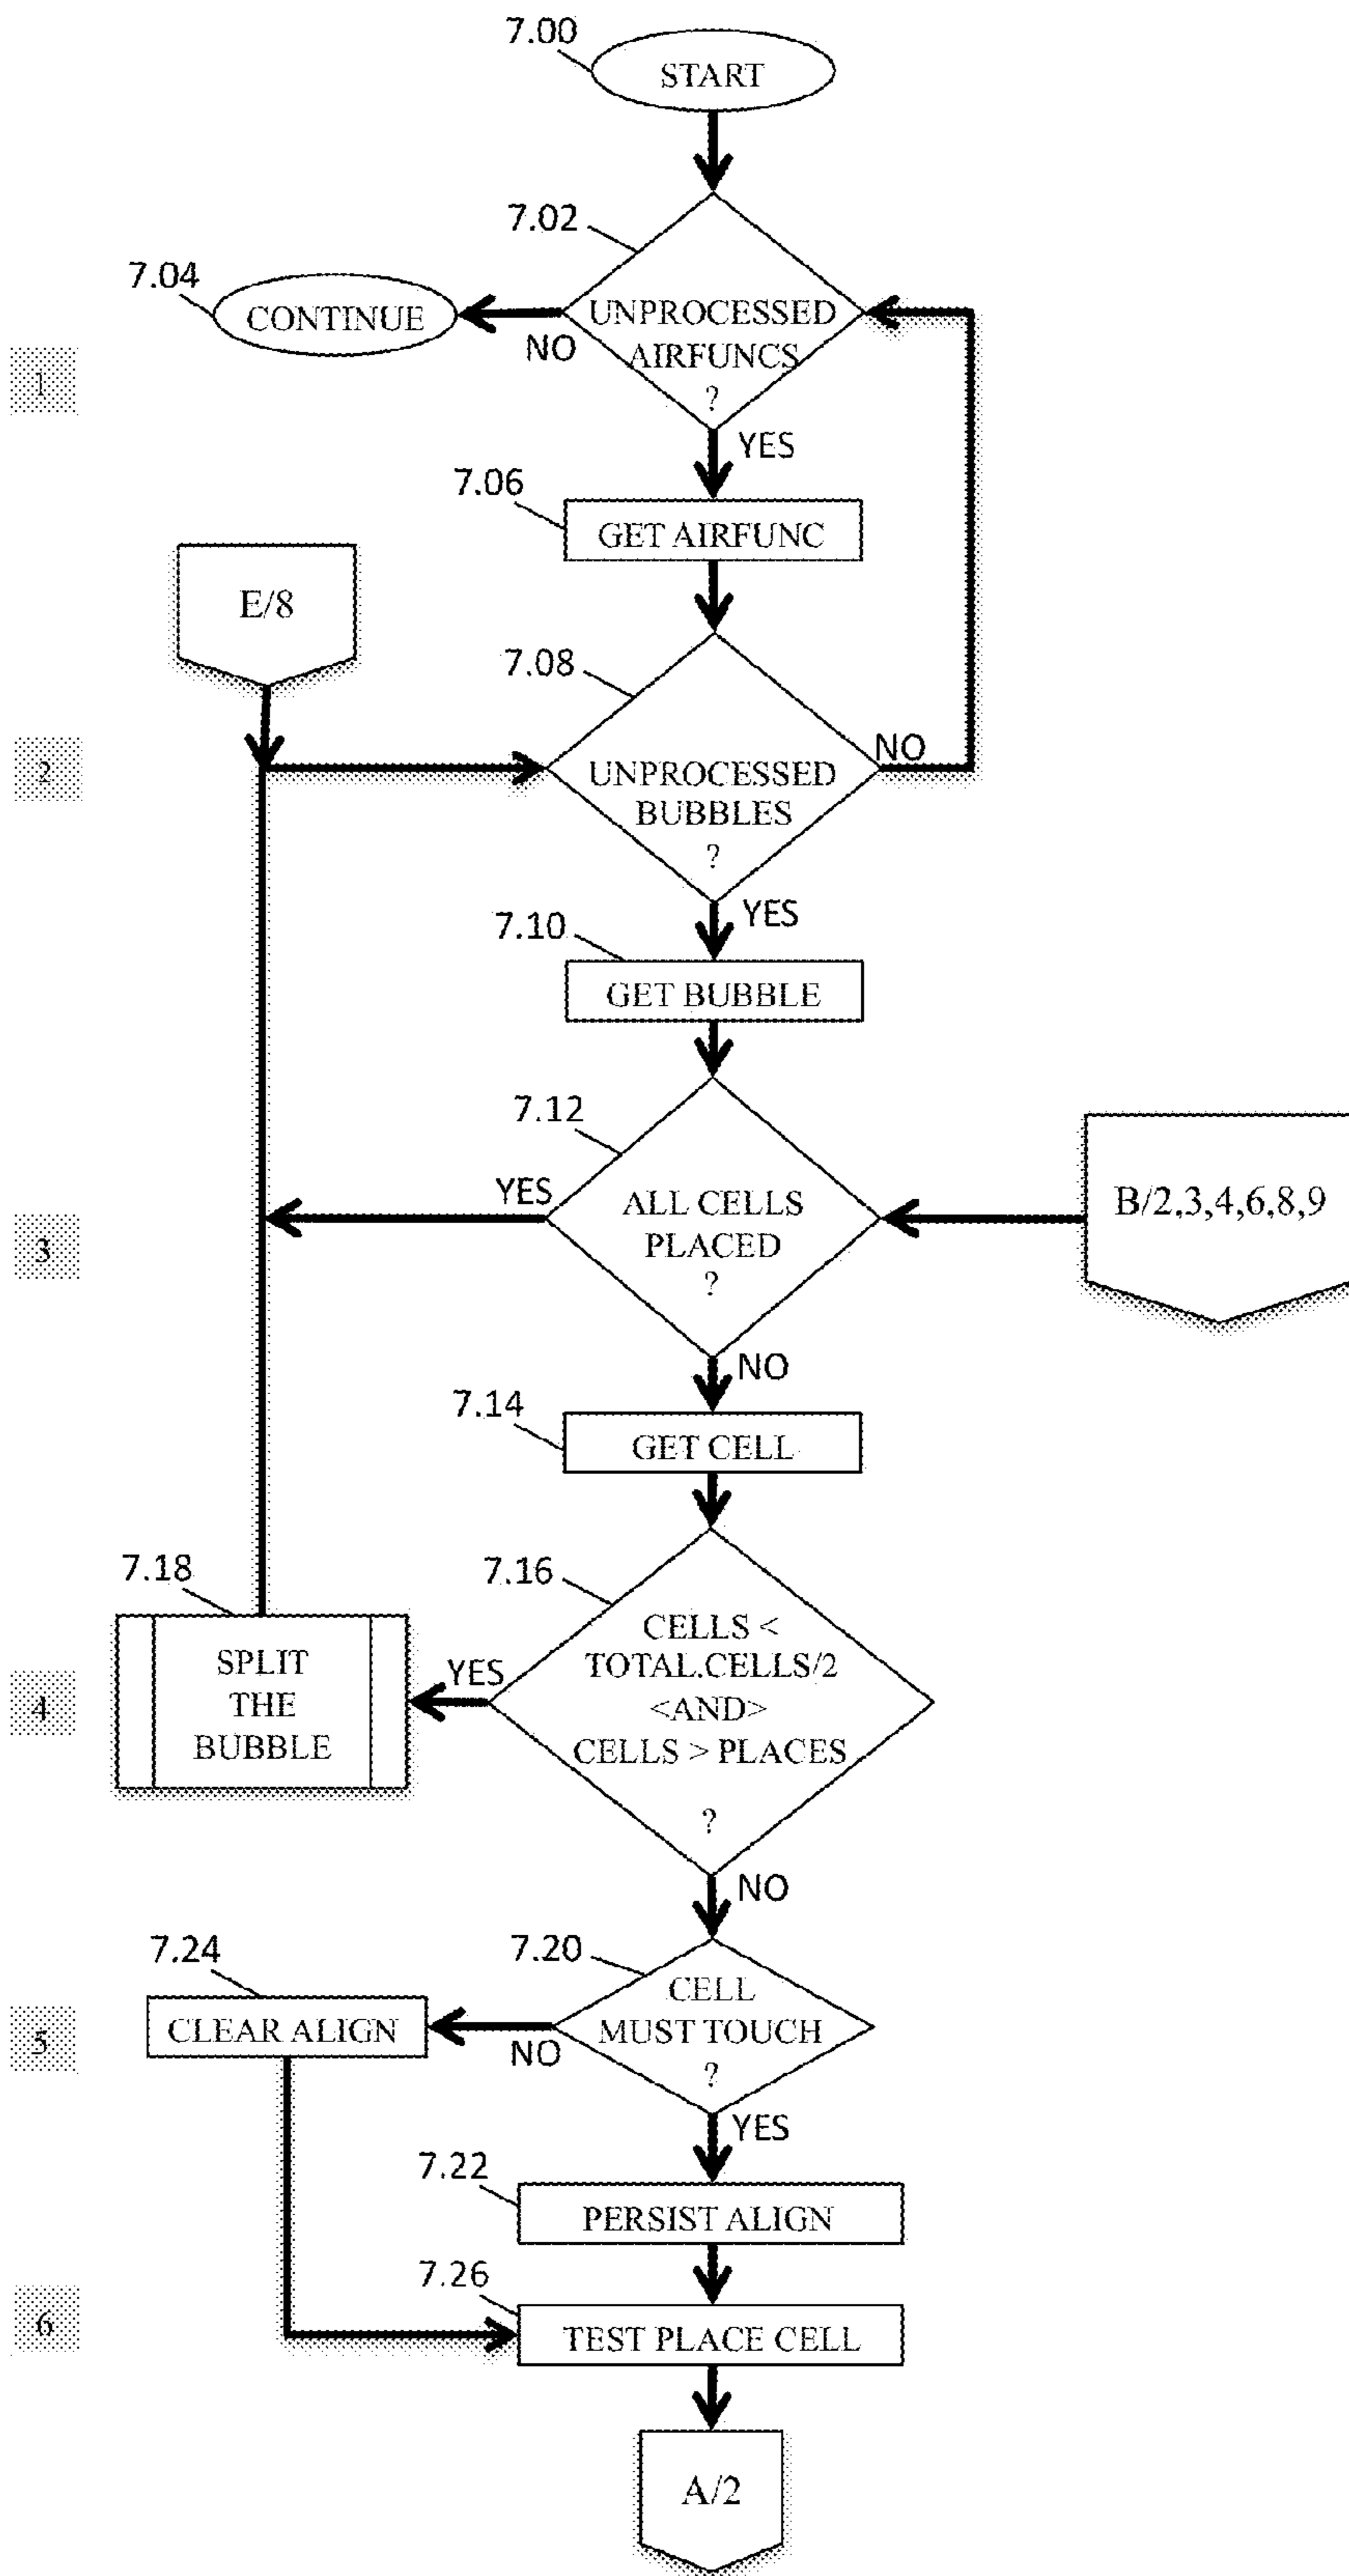 7.00
START
7.02
7.04
CONTINUE
UNPROCESSED
AIRFUNCS
?
NO
1
YES
7.06
GET AIRFUNC
E/8
7.08
2
NO
UNPROCESSED
BUBBLES
?
YES
7.10
GET BUBBLE
7.12
YES
ALL CELLS
PLACED
?
B/2,3,4,6,8,9
3
NO
7.14
GET CELL
7.18
7.16
CELLS <
TOTAL.CELLS/2
<AND>
CELLS > PLACES
?
YES
SPLIT
THE
BUBBLE
4
NO
7.24
7.20
CELL
MUST TOUCH
?
CLEAR ALIGN
NO
5
YES
7.22
PERSIST ALIGN
7.26
6
TEST PLACE CELL
A/2